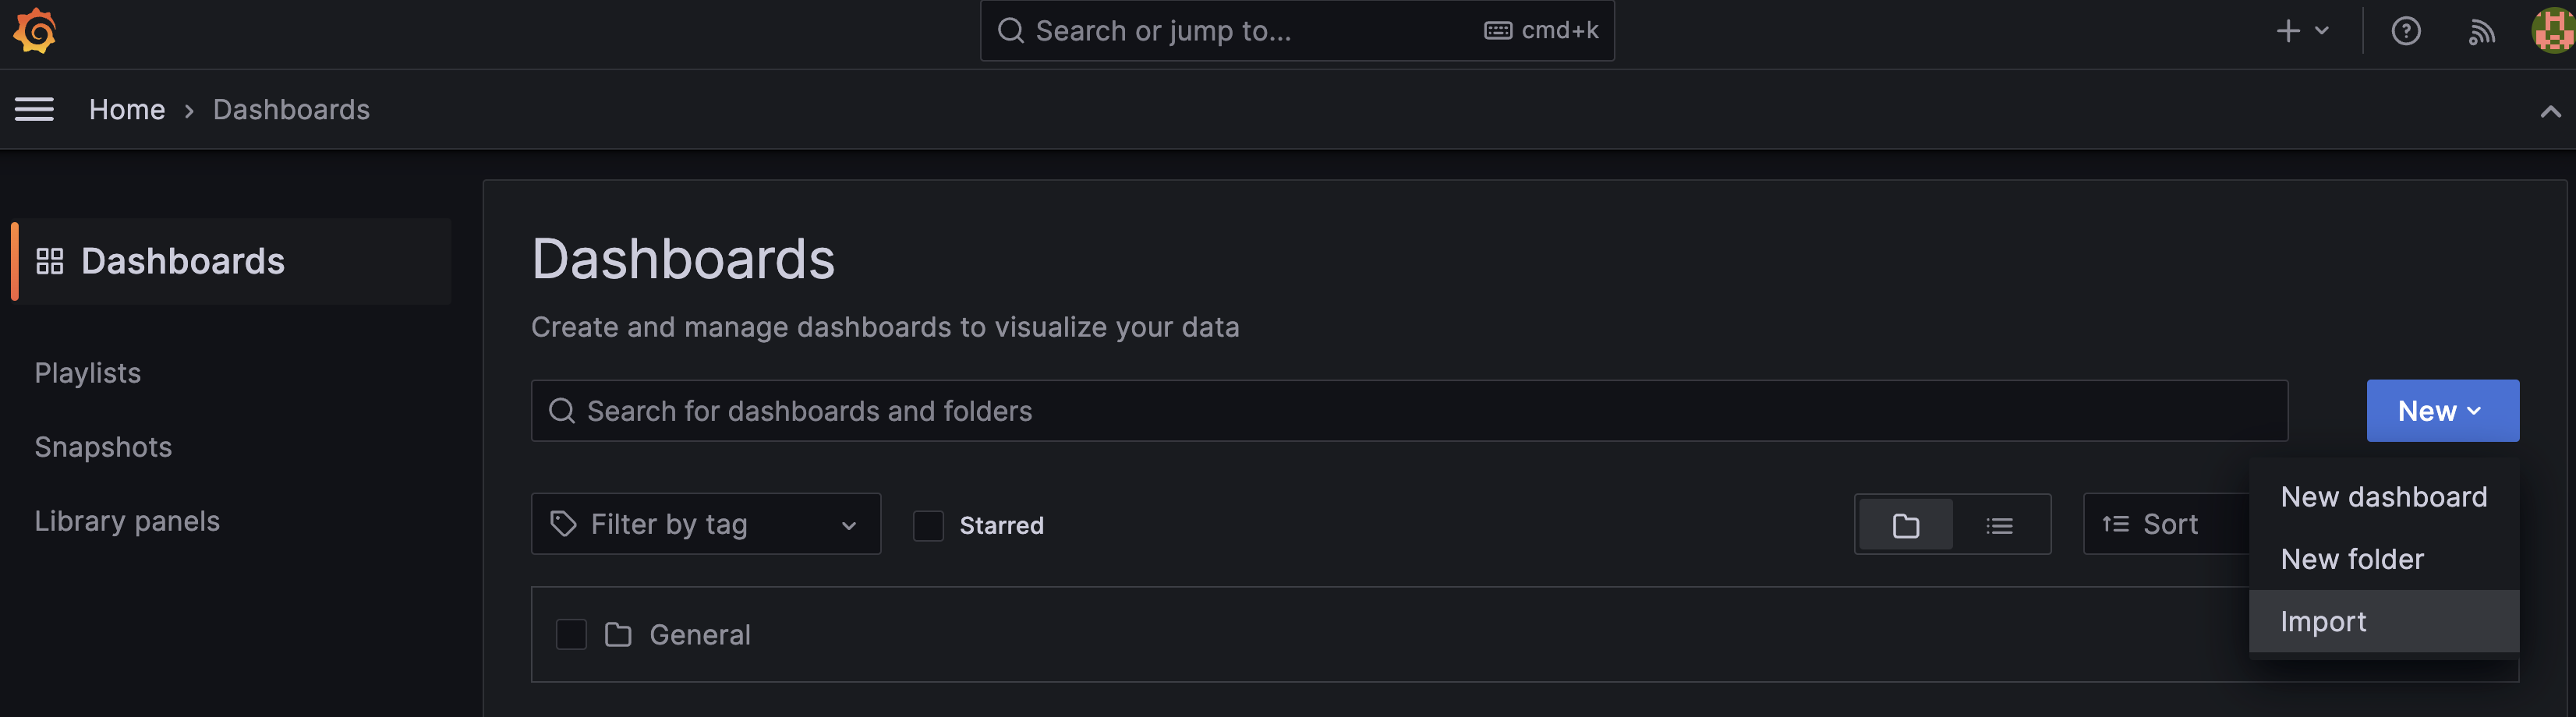 Search or jump to...
cmd+k
Home › Dashboards
Dashboards
Playlists
Snapshots
Library panels
Dashboards
Create and manage dashboards to visualize your data
Search for dashboards and folders
New
Filter by tag
Starred
Sort
General
New dashboard
New folder
Import